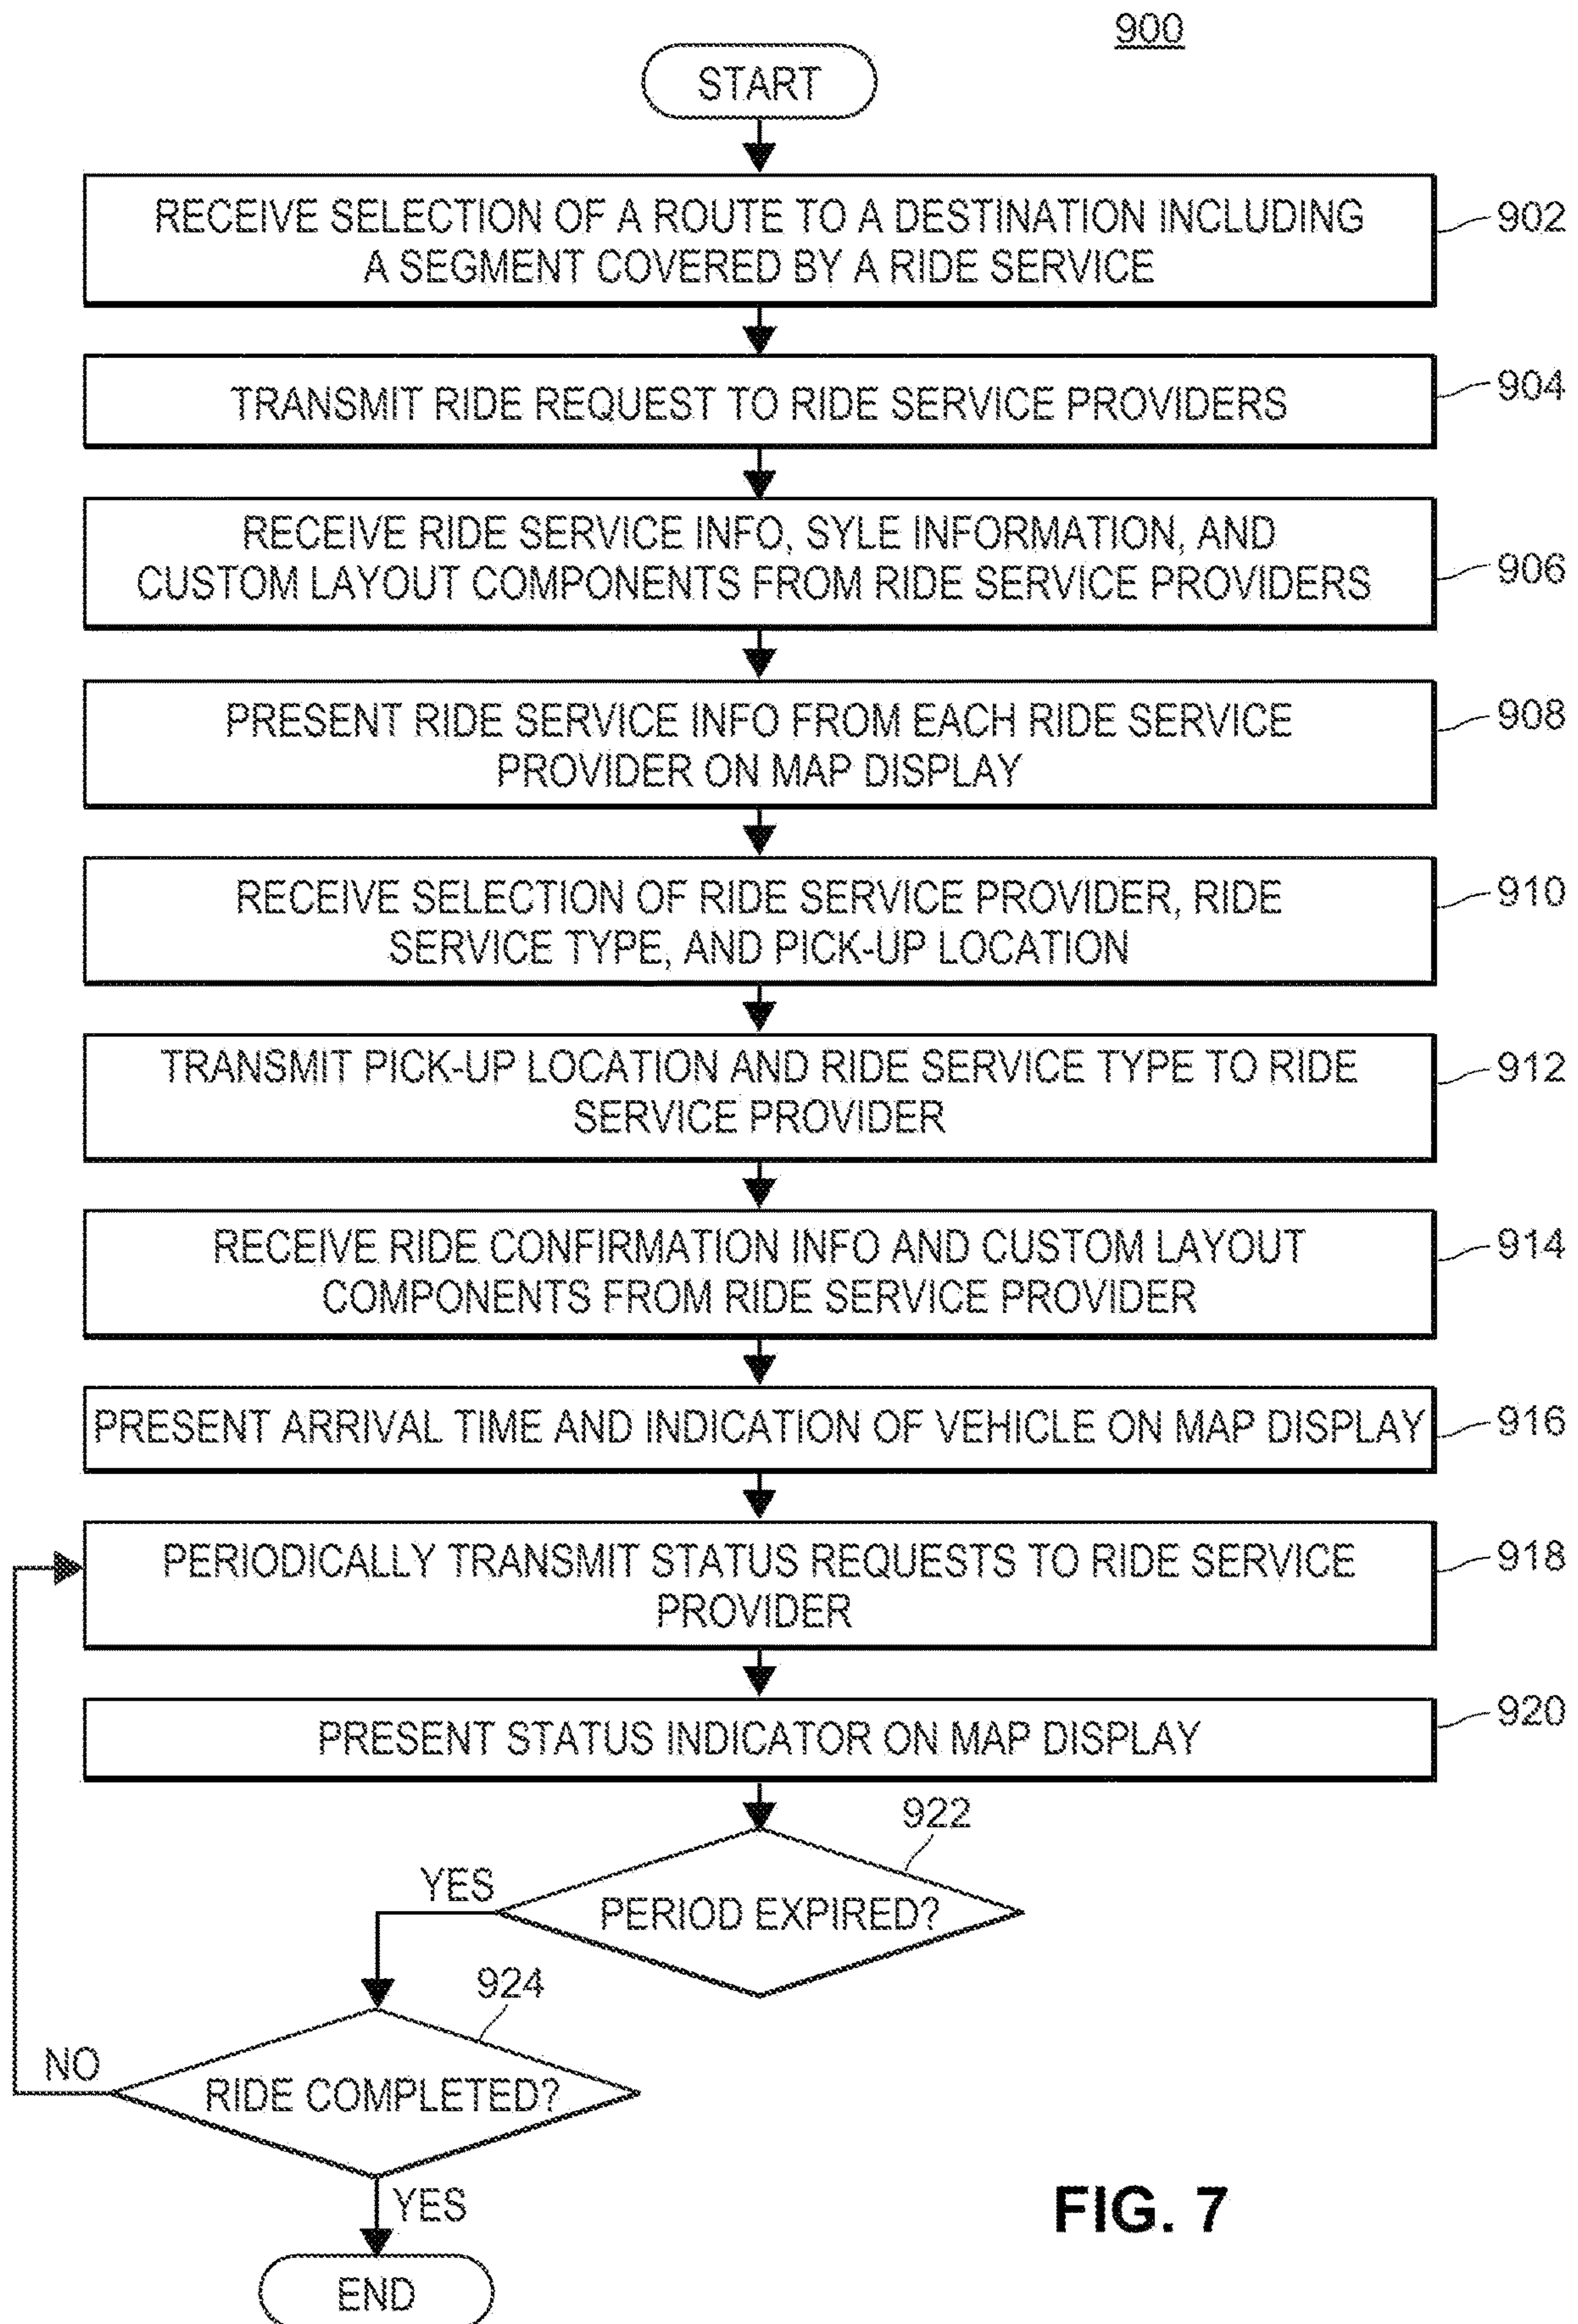 900
START
RECEIVE SELECTION OF A ROUTE TO A DESTINATION INCLUDING
A SEGMENT COVERED BY A RIDE SERVICE
902
TRANSMIT RIDE REQUEST TO RIDE SERVICE PROVIDERS
904
RECEIVE RIDE SERVICE INFO, SYLE INFORMATION, AND
CUSTOM LAYOUT COMPONENTS FROM RIDE SERVICE PROVIDERS
906
PRESENT RIDE SERVICE INFO FROM EACH RIDE SERVICE
PROVIDER ON MAP DISPLAY
908
RECEIVE SELECTION OF RIDE SERVICE PROVIDER, RIDE
SERVICE TYPE, AND PICK-UP LOCATION
910
TRANSMIT PICK-UP LOCATION AND RIDE SERVICE TYPE TO RIDE
SERVICE PROVIDER
912
RECEIVE RIDE CONFIRMATION INFO AND CUSTOM LAYOUT
COMPONENTS FROM RIDE SERVICE PROVIDER
914
PRESENT ARRIVAL TIME AND INDICATION OF VEHICLE ON MAP DISPLAY
916
PERIODICALLY TRANSMIT STATUS REQUESTS TO RIDE SERVICE
PROVIDER
918
PRESENT STATUS INDICATOR ON MAP DISPLAY
920
922
YES
PERIOD EXPIRED?
924
NO
RIDE COMPLETED?
YES
END
FIG. 7